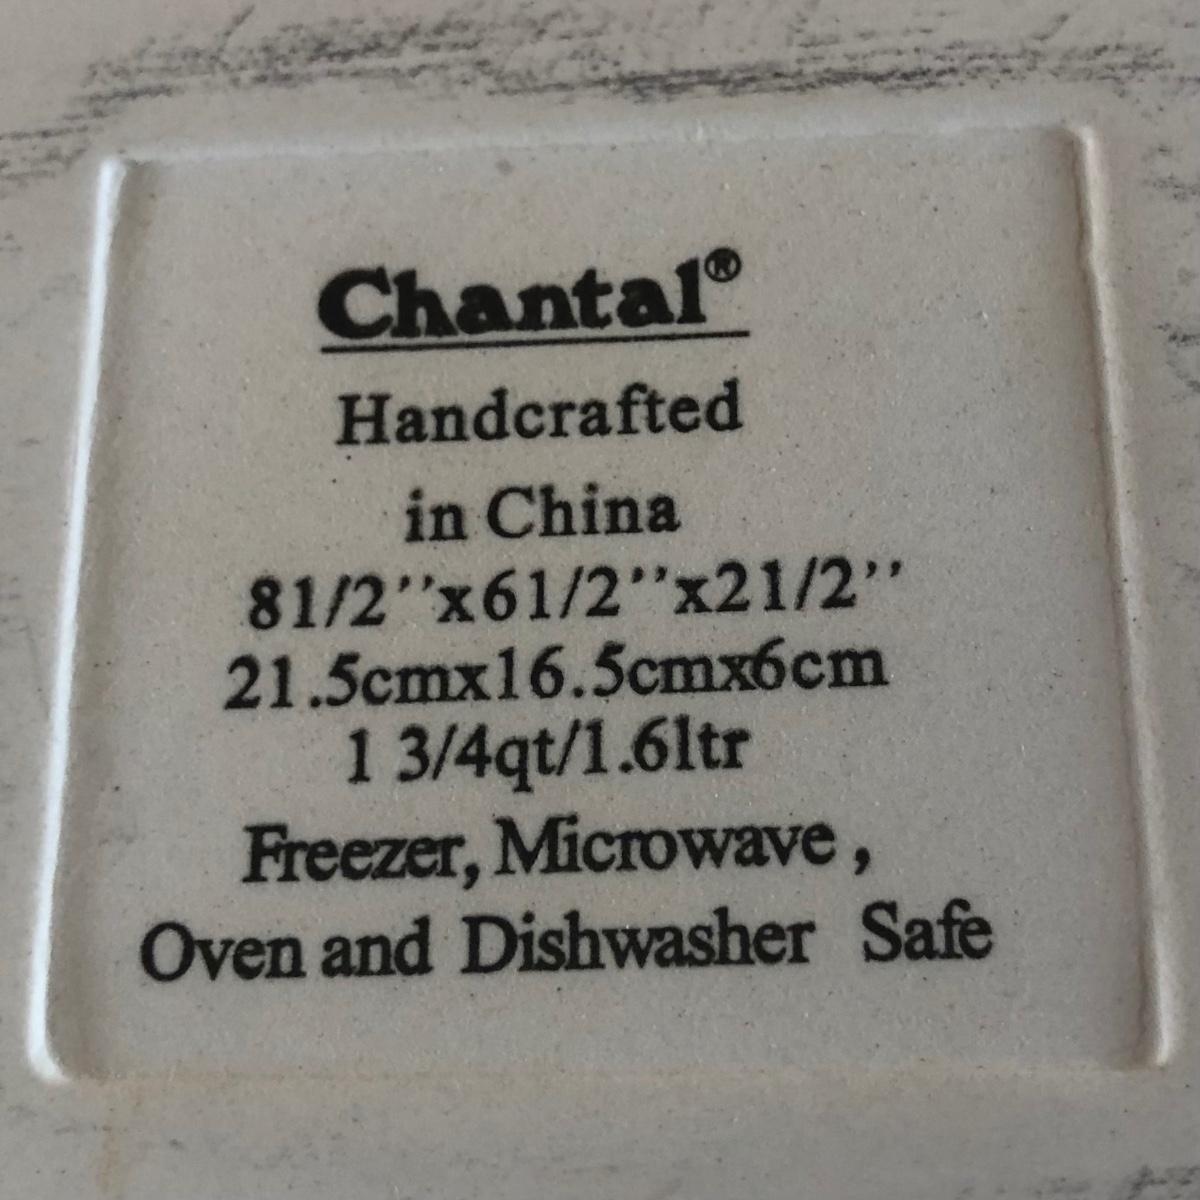 Chantal®
Handcrafted
in China
81/2’’x61/2’’x21/2’’
21.5cmx16.5cmx6cm
1 3/4qt/1.6ltr
Freezer, Microwave ,
Oven and Dishwasher Safe